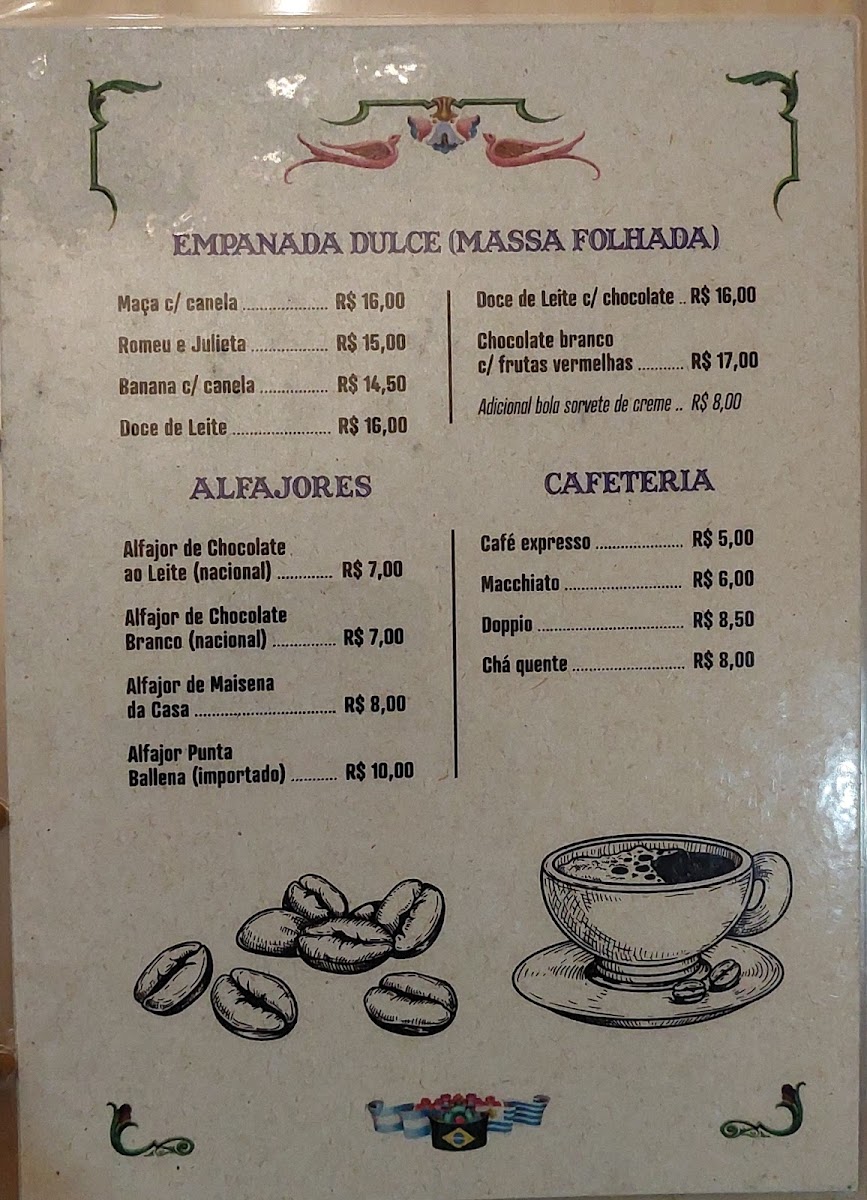 EMPANADA DULCE (MASSA FOLHADA)
Maça c/ canela .................... R$ 16,00
Romeu e Julieta .................. R$ 15,00
Banana c/ canela ................ R$ 14,50
Doce de Leite ....................... R$ 16,00
Doce de Leite c/ chocolate .. R$ 16,00
Chocolate branco
c/ frutas vermelhas ........... R$ 17,00
Adicional bola sorvete de creme .. R$ 8,00
ALFAJORES
Alfajor de Chocolate
ao Leite (nacional) ............. R$ 7,00
Alfajor de Chocolate
Branco (nacional) ............... R$ 7,00
Alfajor de Maisena
da Casa ................................. R$ 8,00
Alfajor Punta
Ballena (importado) ........... R$ 10,00
CAFETERIA
Café expresso ..................... R$ 5,00
Macchiato ............................ R$ 6,00
Doppio .................................. R$ 8,50
Chá quente .......................... R$ 8,00